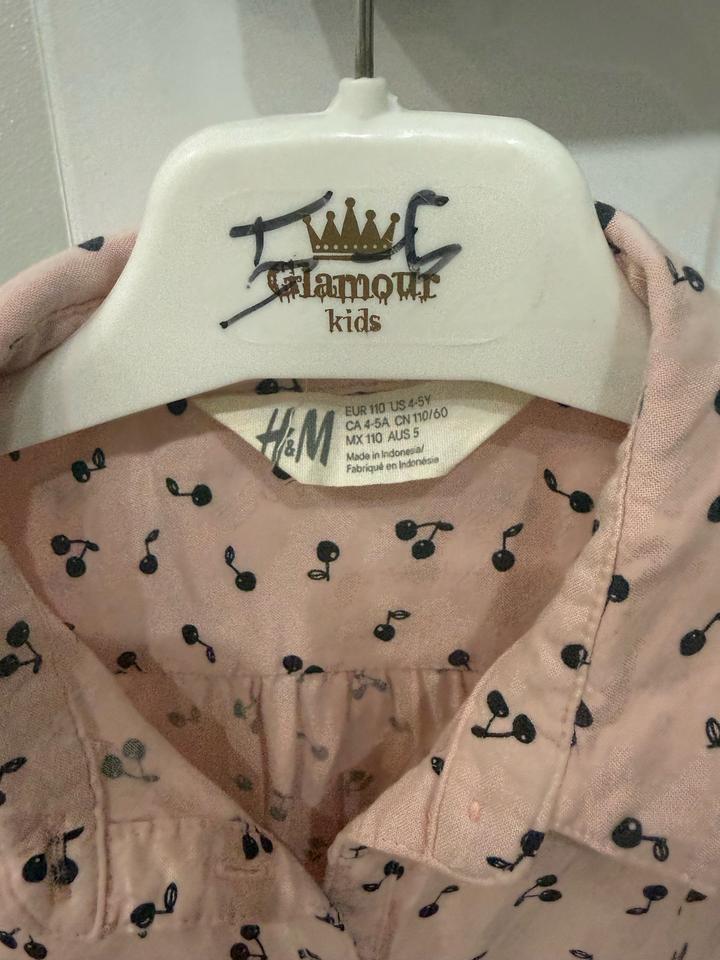 Glamour
kids
H&M
EUR 110 US 4-5Y
CA 4-5A CN 110/60
MX 110 AUS 5
Made in Indonesia/
Fabriqué en Indonésie